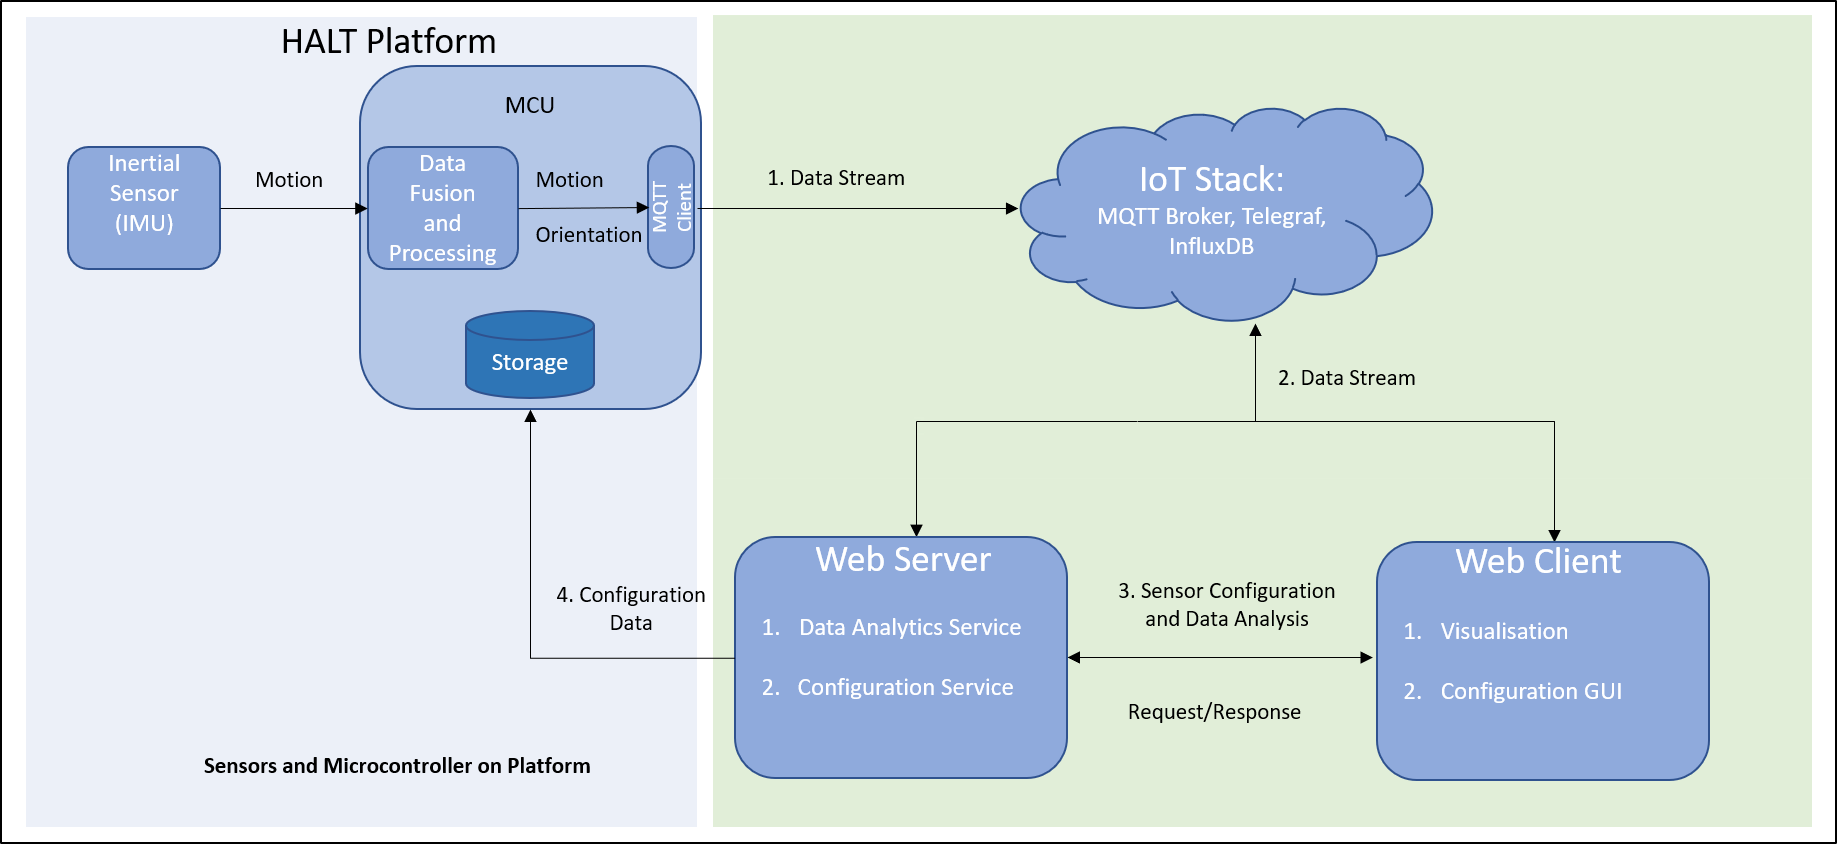 HALT Platform
MCU
Inertial
Sensor
(IMU)
Motion
Data
Fusion
and
Processing
Motion
Orientation
MQTT
Client
Storage
1. Data Stream
IoT Stack:
MQTT Broker, Telegraf,
InfluxDB
2. Data Stream
Web Server
1. Data Analytics Service
2. Configuration Service
3. Sensor Configuration
and Data Analysis
Request/Response
Web Client
1. Visualisation
2. Configuration GUI
4. Configuration
Data
Sensors and Microcontroller on Platform